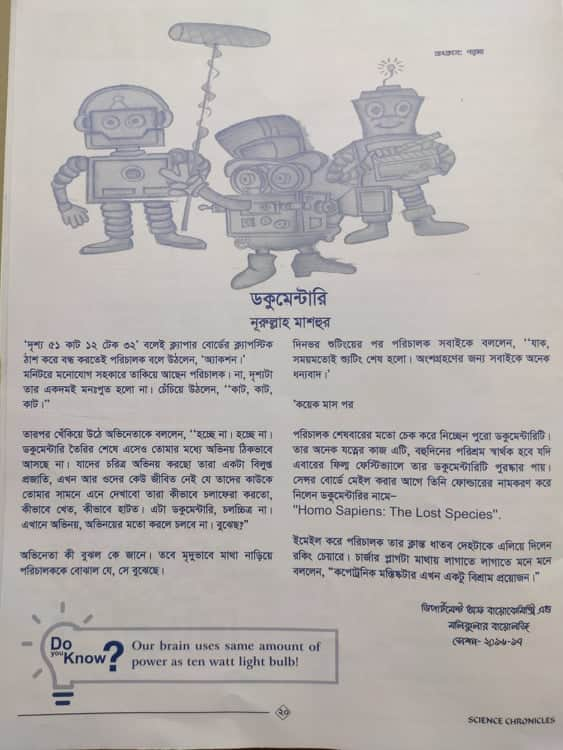 অলংকরণ: পরমা
ডকুমেন্টারি
নূরুল্লাহ মাশহুর
‘দৃশ্য ৫১ কাট ১২ টেক ৩২’ বলেই ক্ল্যাপার বোর্ডের ক্ল্যাপস্টিক
ঠাশ করে বন্ধ করতেই পরিচালক বলে উঠলেন, ‘অ্যাকশন।’
মনিটরে মনোযোগ সহকারে তাকিয়ে আছেন পরিচালক। না, দৃশ্যটা
তার একদমই মনঃপুত হলো না। চেঁচিয়ে উঠলেন, ‘‘কাট, কাট,
কাট।’’
তারপর খেঁকিয়ে উঠে অভিনেতাকে বললেন, ‘‘হচ্ছে না। হচ্ছে না।
ডকুমেন্টারি তৈরির শেষে এসেও তোমার মধ্যে অভিনয় ঠিকভাবে
আসছে না। যাদের চরিত্র অভিনয় করছো তারা একটা বিলুপ্ত
প্রজাতি, এখন আর ওদের কেউ জীবিত নেই যে তাদের কাউকে
তোমার সামনে এনে দেখাবো তারা কীভাবে চলাফেরা করতো,
কীভাবে খেত, কীভাবে হাটত। এটা ডকুমেন্টারি, চলচ্চিত্র না।
এখানে অভিনয়, অভিনয়ের মতো করলে চলবে না। বুঝেছ?’’
অভিনেতা কী বুঝল কে জানে। তবে মৃদুভাবে মাথা নাড়িয়ে
পরিচালককে বোঝাল যে, সে বুঝেছে।
দিনভর শুটিংয়ের পর পরিচালক সবাইকে বললেন, ‘‘যাক,
সময়মতোই শ্যুটিং শেষ হলো। অংশগ্রহণের জন্য সবাইকে অনেক
ধন্যবাদ।’
‘কয়েক মাস পর
পরিচালক শেষবারের মতো চেক করে নিচ্ছেন পুরো ডকুমেন্টারিটি।
তার অনেক যত্নের কাজ এটি, বহুদিনের পরিশ্রম স্বার্থক হবে যদি
এবারের ফিল্ম ফেস্টিভ্যালে তার ডকুমেন্টারিটি পুরষ্কার পায়।
সেন্সর বোর্ডে মেইল করার আগে তিনি ফোল্ডারের নামকরণ করে
নিলেন ডকুমেন্টারির নামে–
"Homo Sapiens: The Lost Species".
ইমেইল করে পরিচালক তার ক্লান্ত ধাতব দেহটাকে এলিয়ে দিলেন
রকিং চেয়ারে। চার্জার প্লাগটা মাথায় লাগাতে লাগাতে মনে মনে
বললেন, “কপোট্রনিক মস্তিষ্কটার এখন একটু বিশ্রাম প্রয়োজন।”
ডিপার্টমেন্ট অফ বায়োকেমিস্ট্রি এন্ড
মলিকুলার বায়োলজি
সেশন- ২০১৬-১৭
Do you Know?
Our brain uses same amount of
power as ten watt light bulb!
২০
SCIENCE CHRONICLES